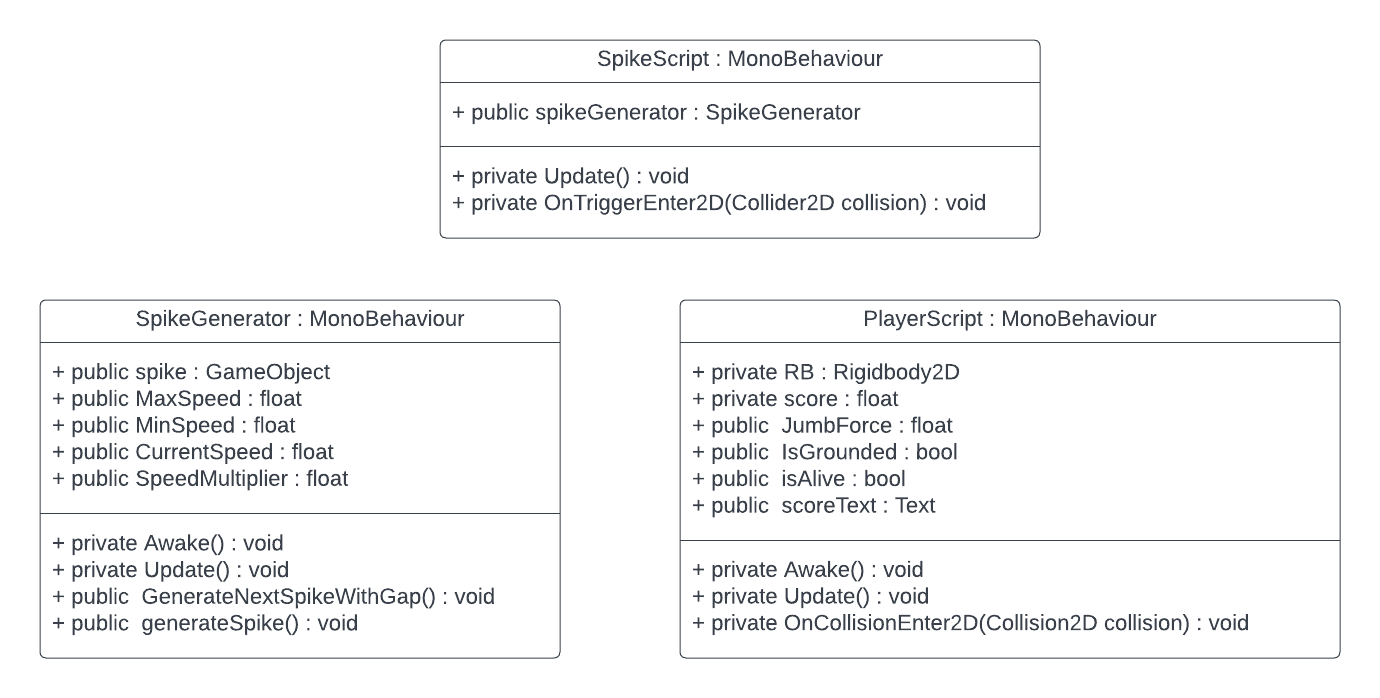 SpikeScript : MonoBehaviour
+ public spikeGenerator : SpikeGenerator
+ private Update() : void
+ private OnTriggerEnter2D(Collider2D collision) : void
SpikeGenerator : MonoBehaviour
+ public spike : GameObject
+ public MaxSpeed : float
+ public MinSpeed : float
+ public CurrentSpeed : float
+ public SpeedMultiplier : float
+ private Awake() : void
+ private Update() : void
+ public  GenerateNextSpikeWithGap() : void
+ public  generateSpike() : void
PlayerScript : MonoBehaviour
+ private RB : Rigidbody2D
+ private score : float
+ public  JumbForce : float
+ public  IsGrounded : bool
+ public  isAlive : bool
+ public  scoreText : Text
+ private Awake() : void
+ private Update() : void
+ private OnCollisionEnter2D(Collision2D collision) : void